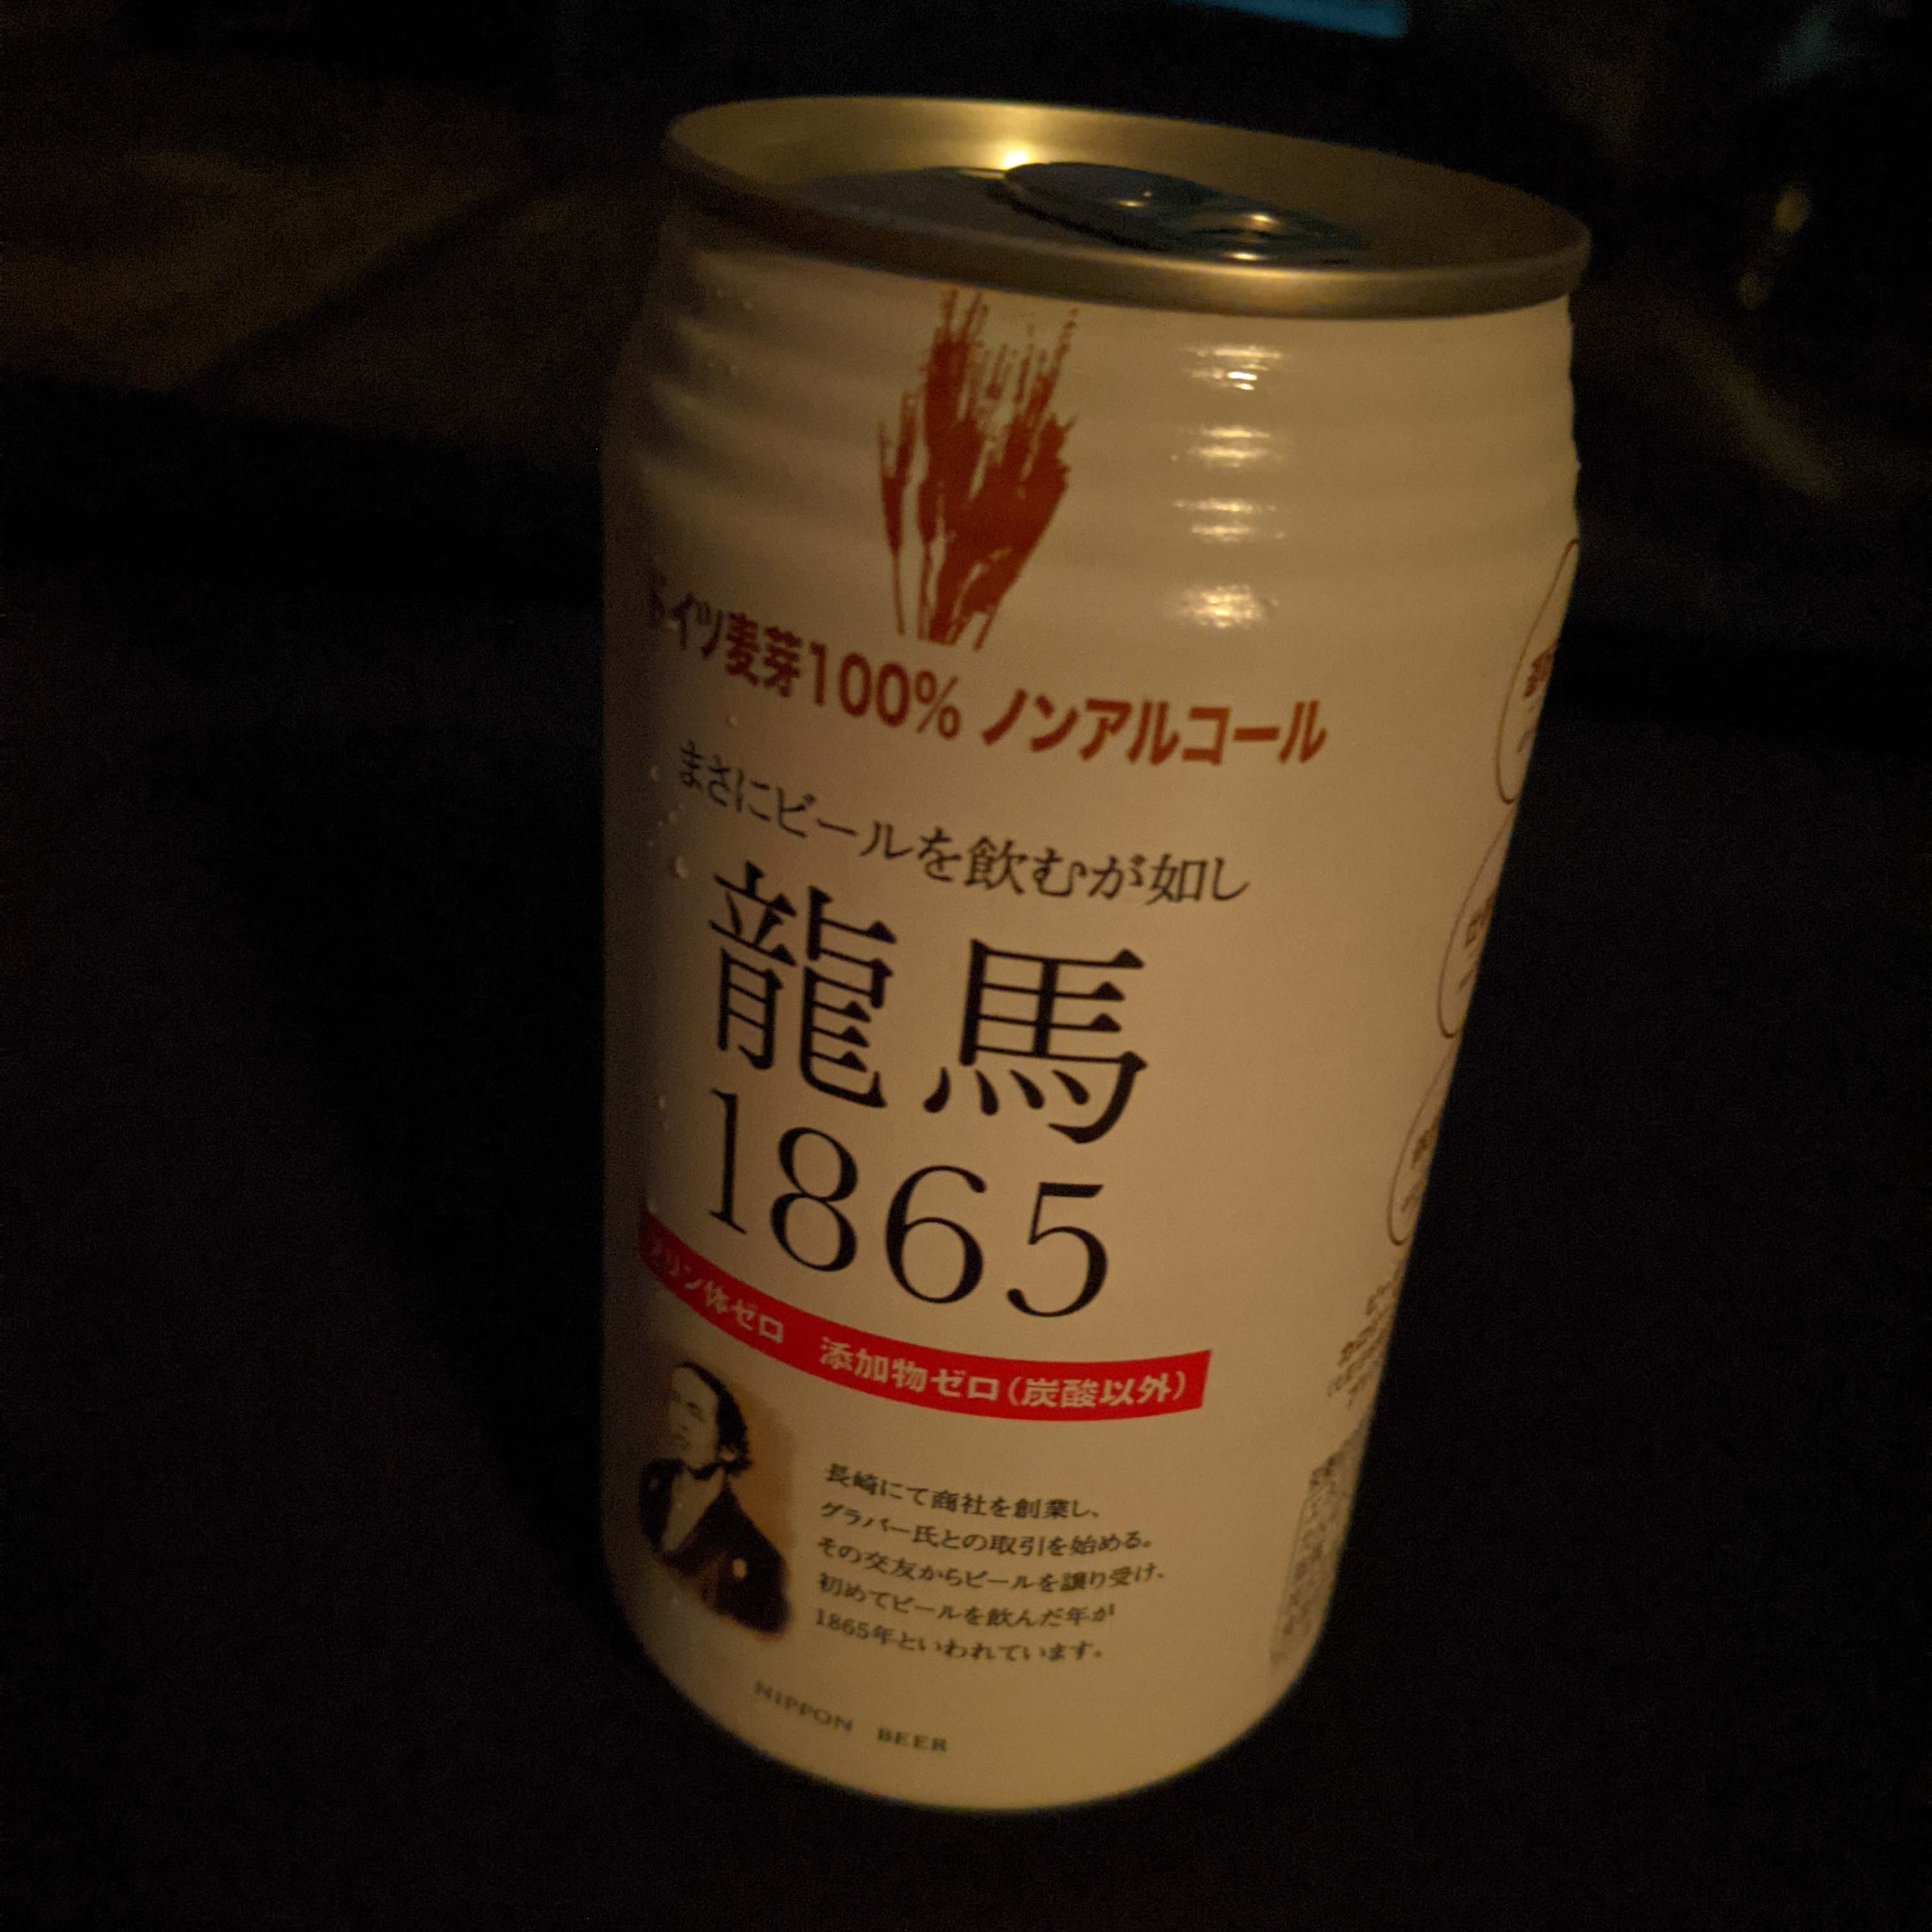 ドイツ麦芽100% ノンアルコール
まさにビールを飲むが如し
龍馬
1865
プリン体ゼロ 添加物ゼロ(炭酸以外)
長崎にて商社を創業し、
グラバー氏との取引を始める。
その交友からビールを譲り受け、
初めてビールを飲んだ年が
1865年といわれています。
NIPPON BEER